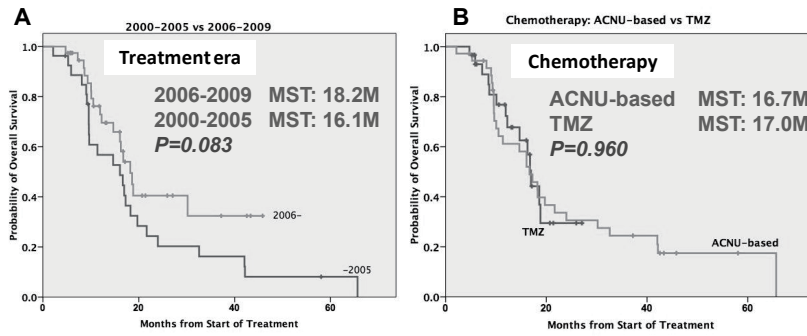 A
2000-2005 vs 2006-2009
Treatment era
2006-2009 MST: 18.2M
2000-2005 MST: 16.1M
P=0.083
2006-
-2005
Probability of Overall Survival
1.0
0.8
0.6
0.4
0.2
0.0
0 20 40 60
Months from Start of Treatment
B
Chemotherapy: ACNU-based vs TMZ
Chemotherapy
ACNU-based MST: 16.7M
TMZ MST: 17.0M
P=0.960
TMZ
ACNU-based
Probability of Overall Survival
1.0
0.8
0.6
0.4
0.2
0.0
0 20 40 60
Months from Start of Treatment